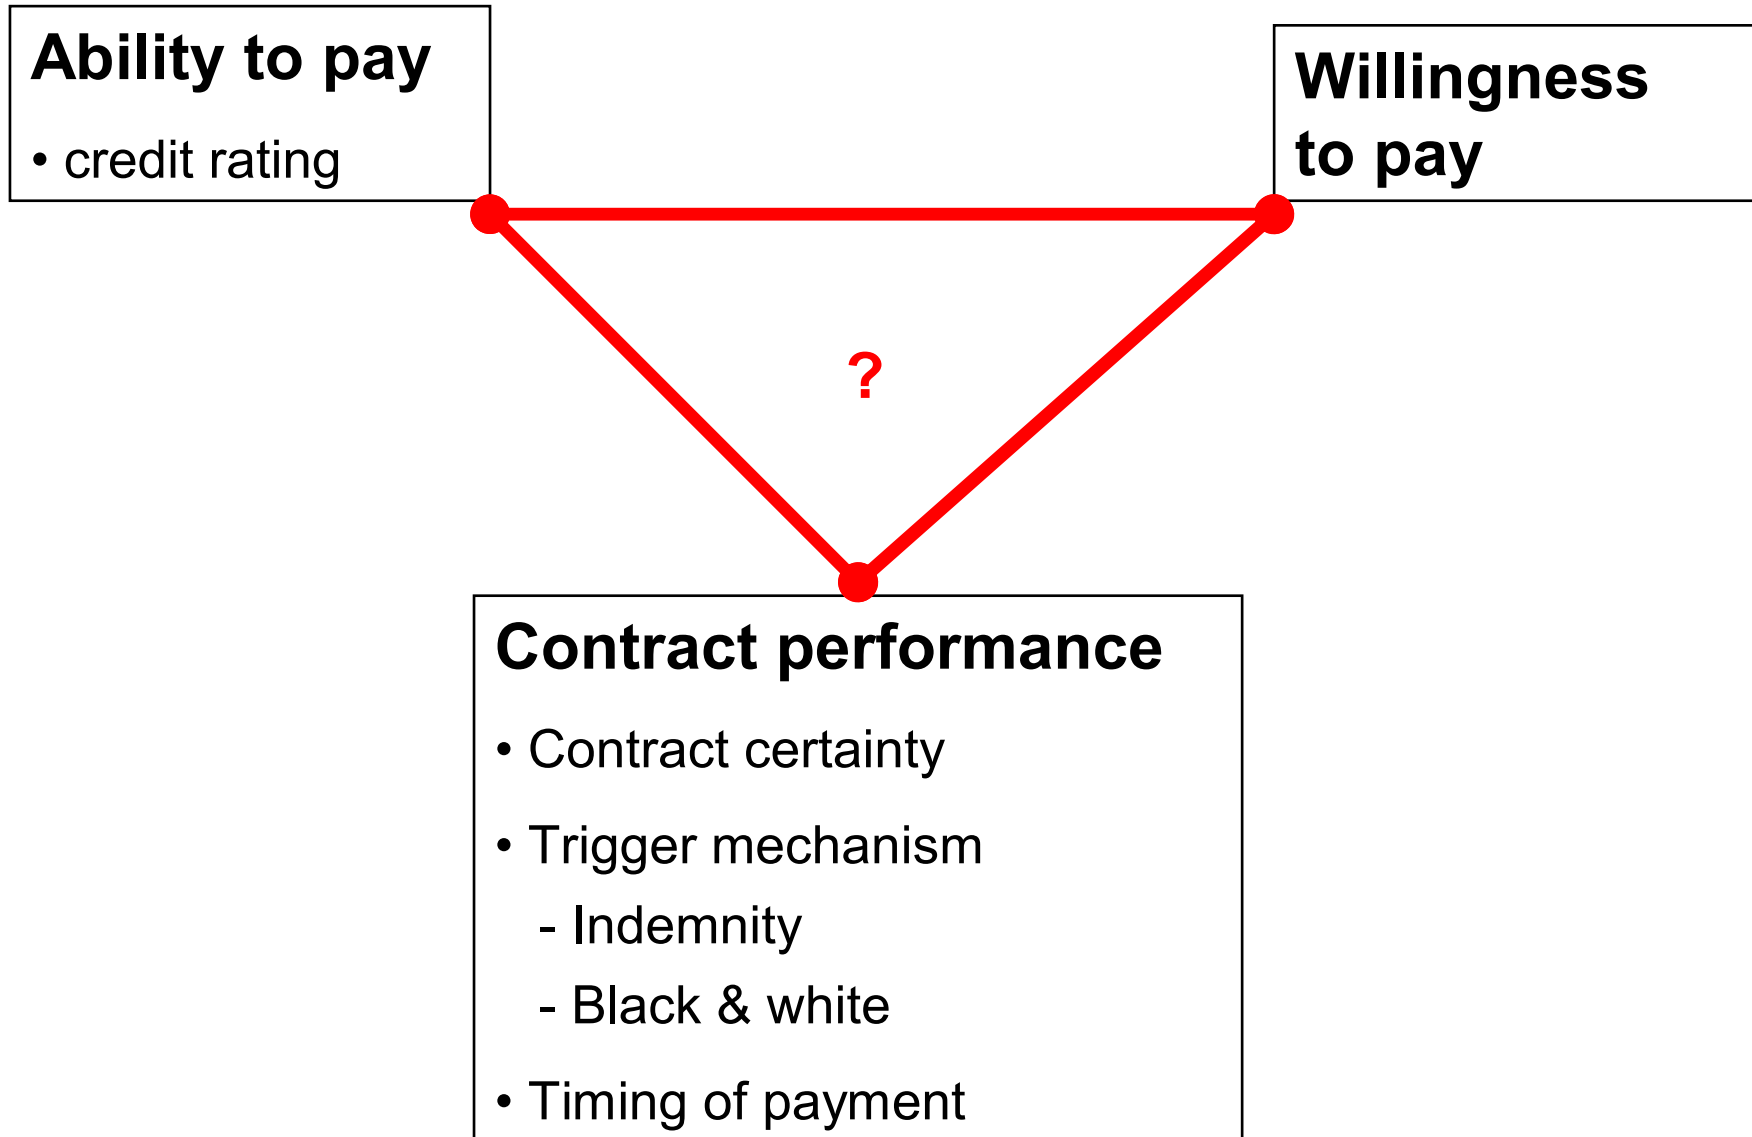 Ability to pay
• credit rating
Willingness
to pay
?
Contract performance
• Contract certainty
• Trigger mechanism
- Indemnity
- Black & white
• Timing of payment